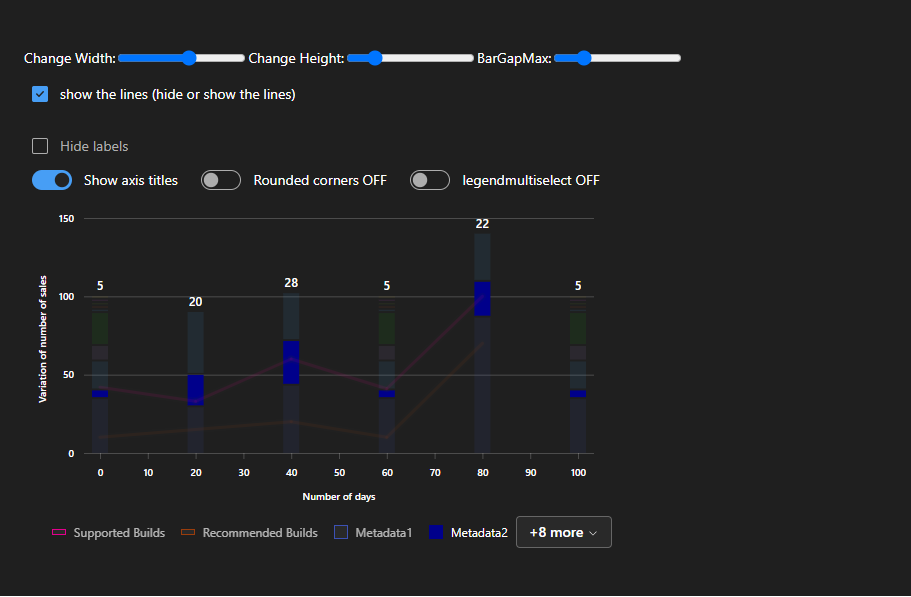 Change Width: Change Height: BarGapMax:
show the lines (hide or show the lines)
Hide labels
Show axis titles Rounded corners OFF legendmultiselect OFF
150
22
100
5 20 28 5 5
50
0
Variation of number of sales
0 10 20 30 40 50 60 70 80 90 100
Number of days
Supported Builds Recommended Builds Metadata1 Metadata2 +8 more